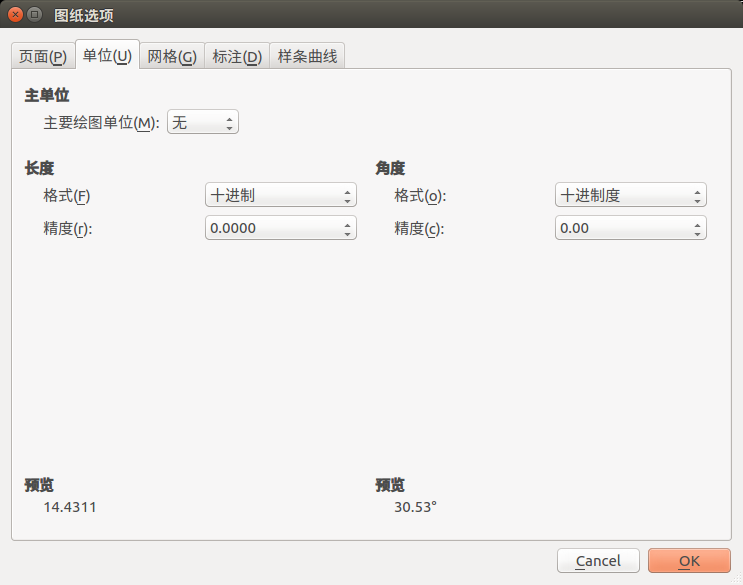 图纸选项
页面(P) 单位(U) 网格(G) 标注(D) 样条曲线
主单位
主要绘图单位(M): 无
长度 角度
格式(F) 十进制 格式(o): 十进制度
精度(r): 0.0000 精度(c): 0.00
预览 预览
14.4311 30.53°
Cancel OK